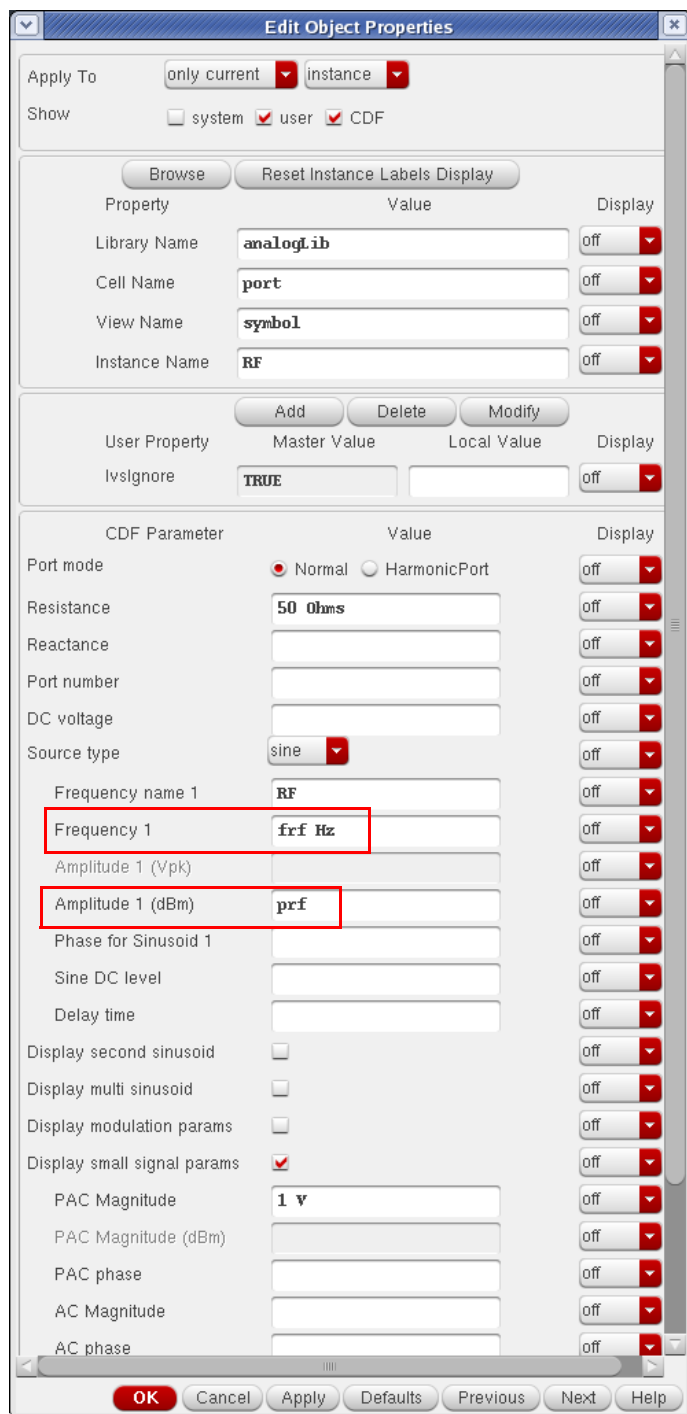 Edit Object Properties
Apply To only current instance
Show system user CDF
Browse Reset Instance Labels Display
Property Value Display
Library Name analogLib off
Cell Name port off
View Name symbol off
Instance Name RF off
Add Delete Modify
User Property Master Value Local Value Display
lvsIgnore TRUE off
CDF Parameter Value Display
Port mode Normal HarmonicPort off
Resistance 50 Ohms off
Reactance off
Port number off
DC voltage off
Source type sine off
Frequency name 1 RF off
Frequency 1 frf Hz off
Amplitude 1 (Vpk) off
Amplitude 1 (dBm) prf off
Phase for Sinusoid 1 off
Sine DC level off
Delay time off
Display second sinusoid off
Display multi sinusoid off
Display modulation params off
Display small signal params off
PAC Magnitude 1 V off
PAC Magnitude (dBm) off
PAC phase off
AC Magnitude off
AC phase off
OK Cancel Apply Defaults Previous Next Help